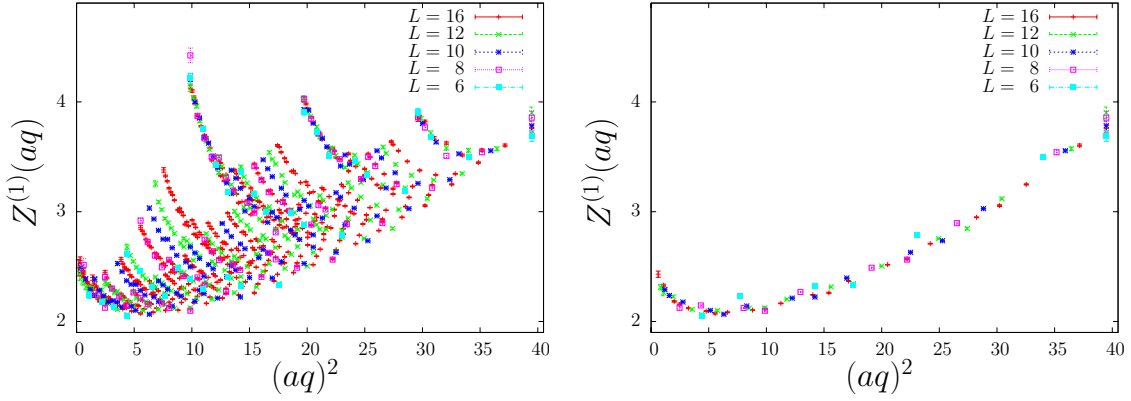 L = 16
L = 12
L = 10
L = 8
L = 6
4
3
2
Z^{(1)}(aq)
0 5 10 15 20 25 30 35 40
(aq)^2
L = 16
L = 12
L = 10
L = 8
L = 6
4
3
2
Z^{(1)}(aq)
0 5 10 15 20 25 30 35 40
(aq)^2